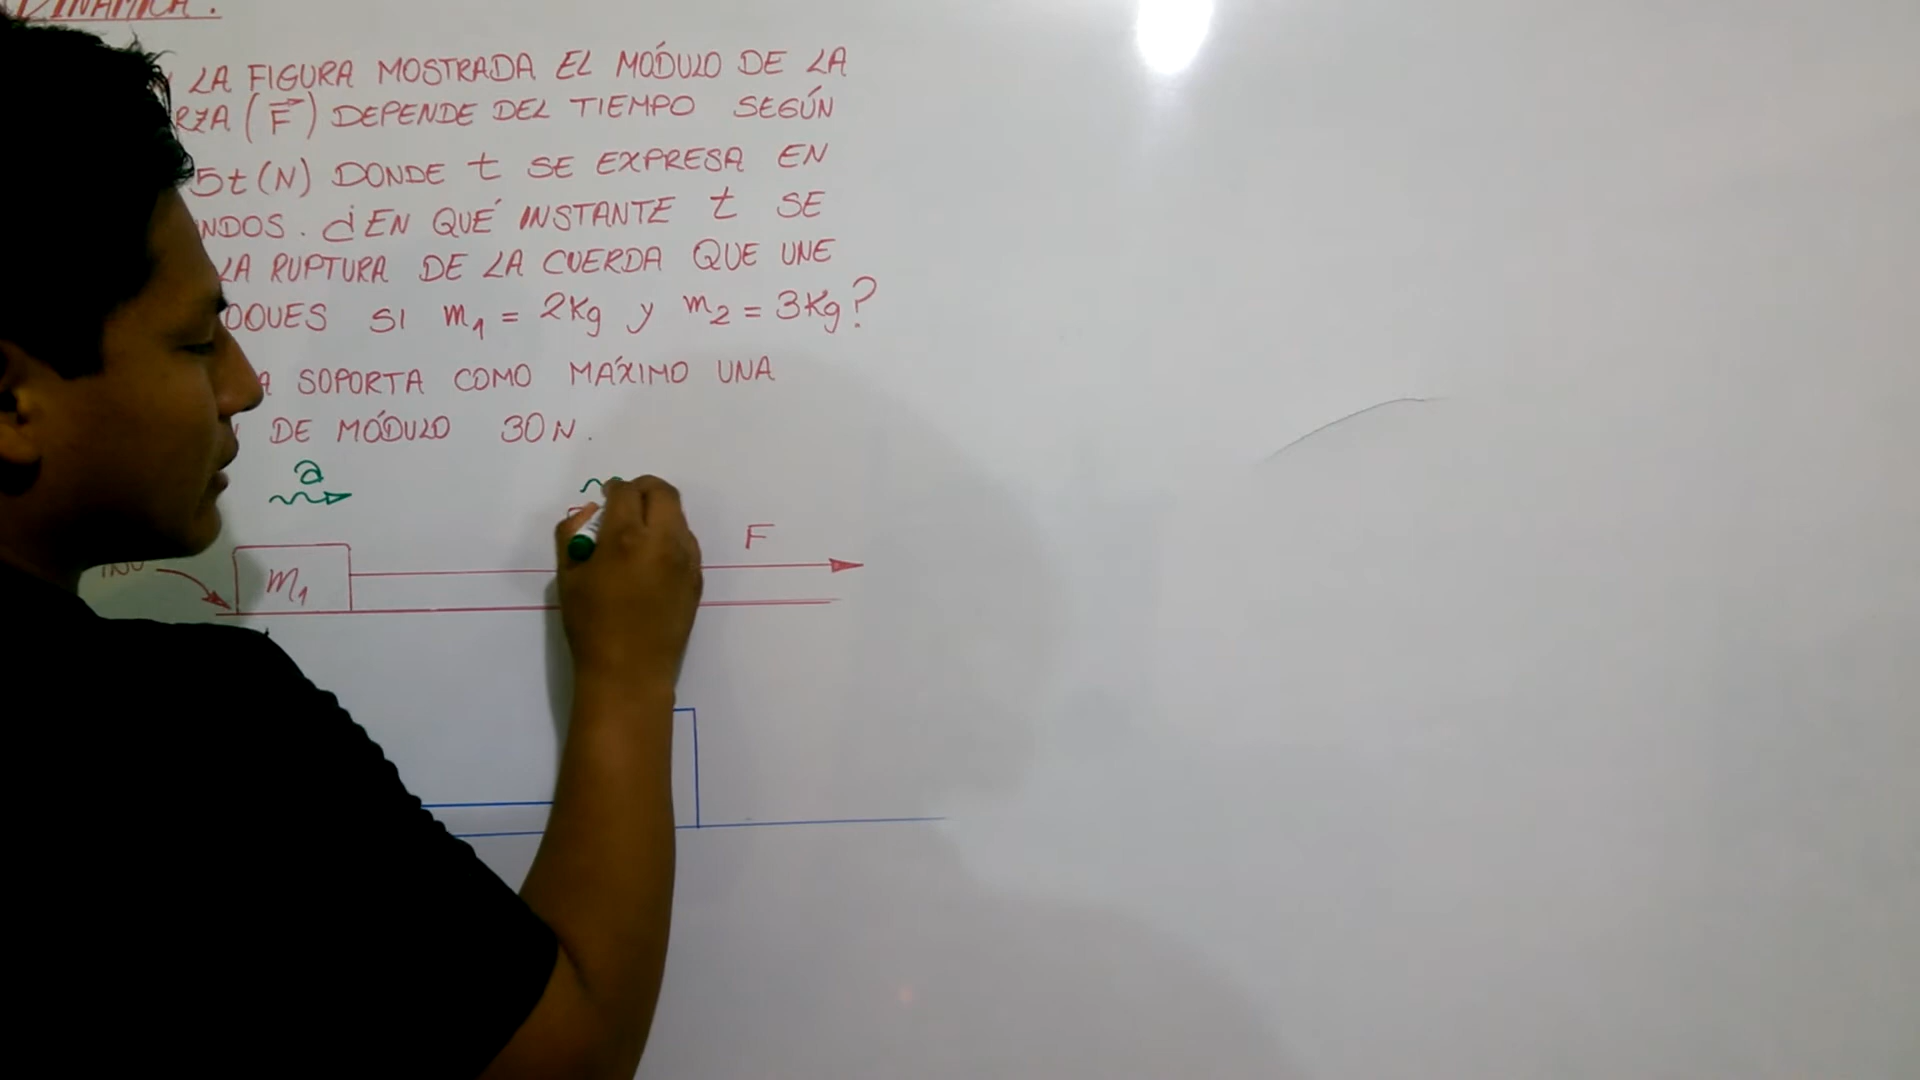 DINÁMICA.
LA FIGURA MOSTRADA EL MÓDULO DE LA
RZA (F⃗) DEPENDE DEL TIEMPO SEGÚN
5t (N) DONDE t SE EXPRESA EN
NDOS. ¿EN QUÉ INSTANTE t SE
LA RUPTURA DE LA CUERDA QUE UNE
OQUES SI m₁ = 2Kg y m₂ = 3Kg?
A SOPORTA COMO MÁXIMO UNA
DE MÓDULO 30N.
a
F
m₁